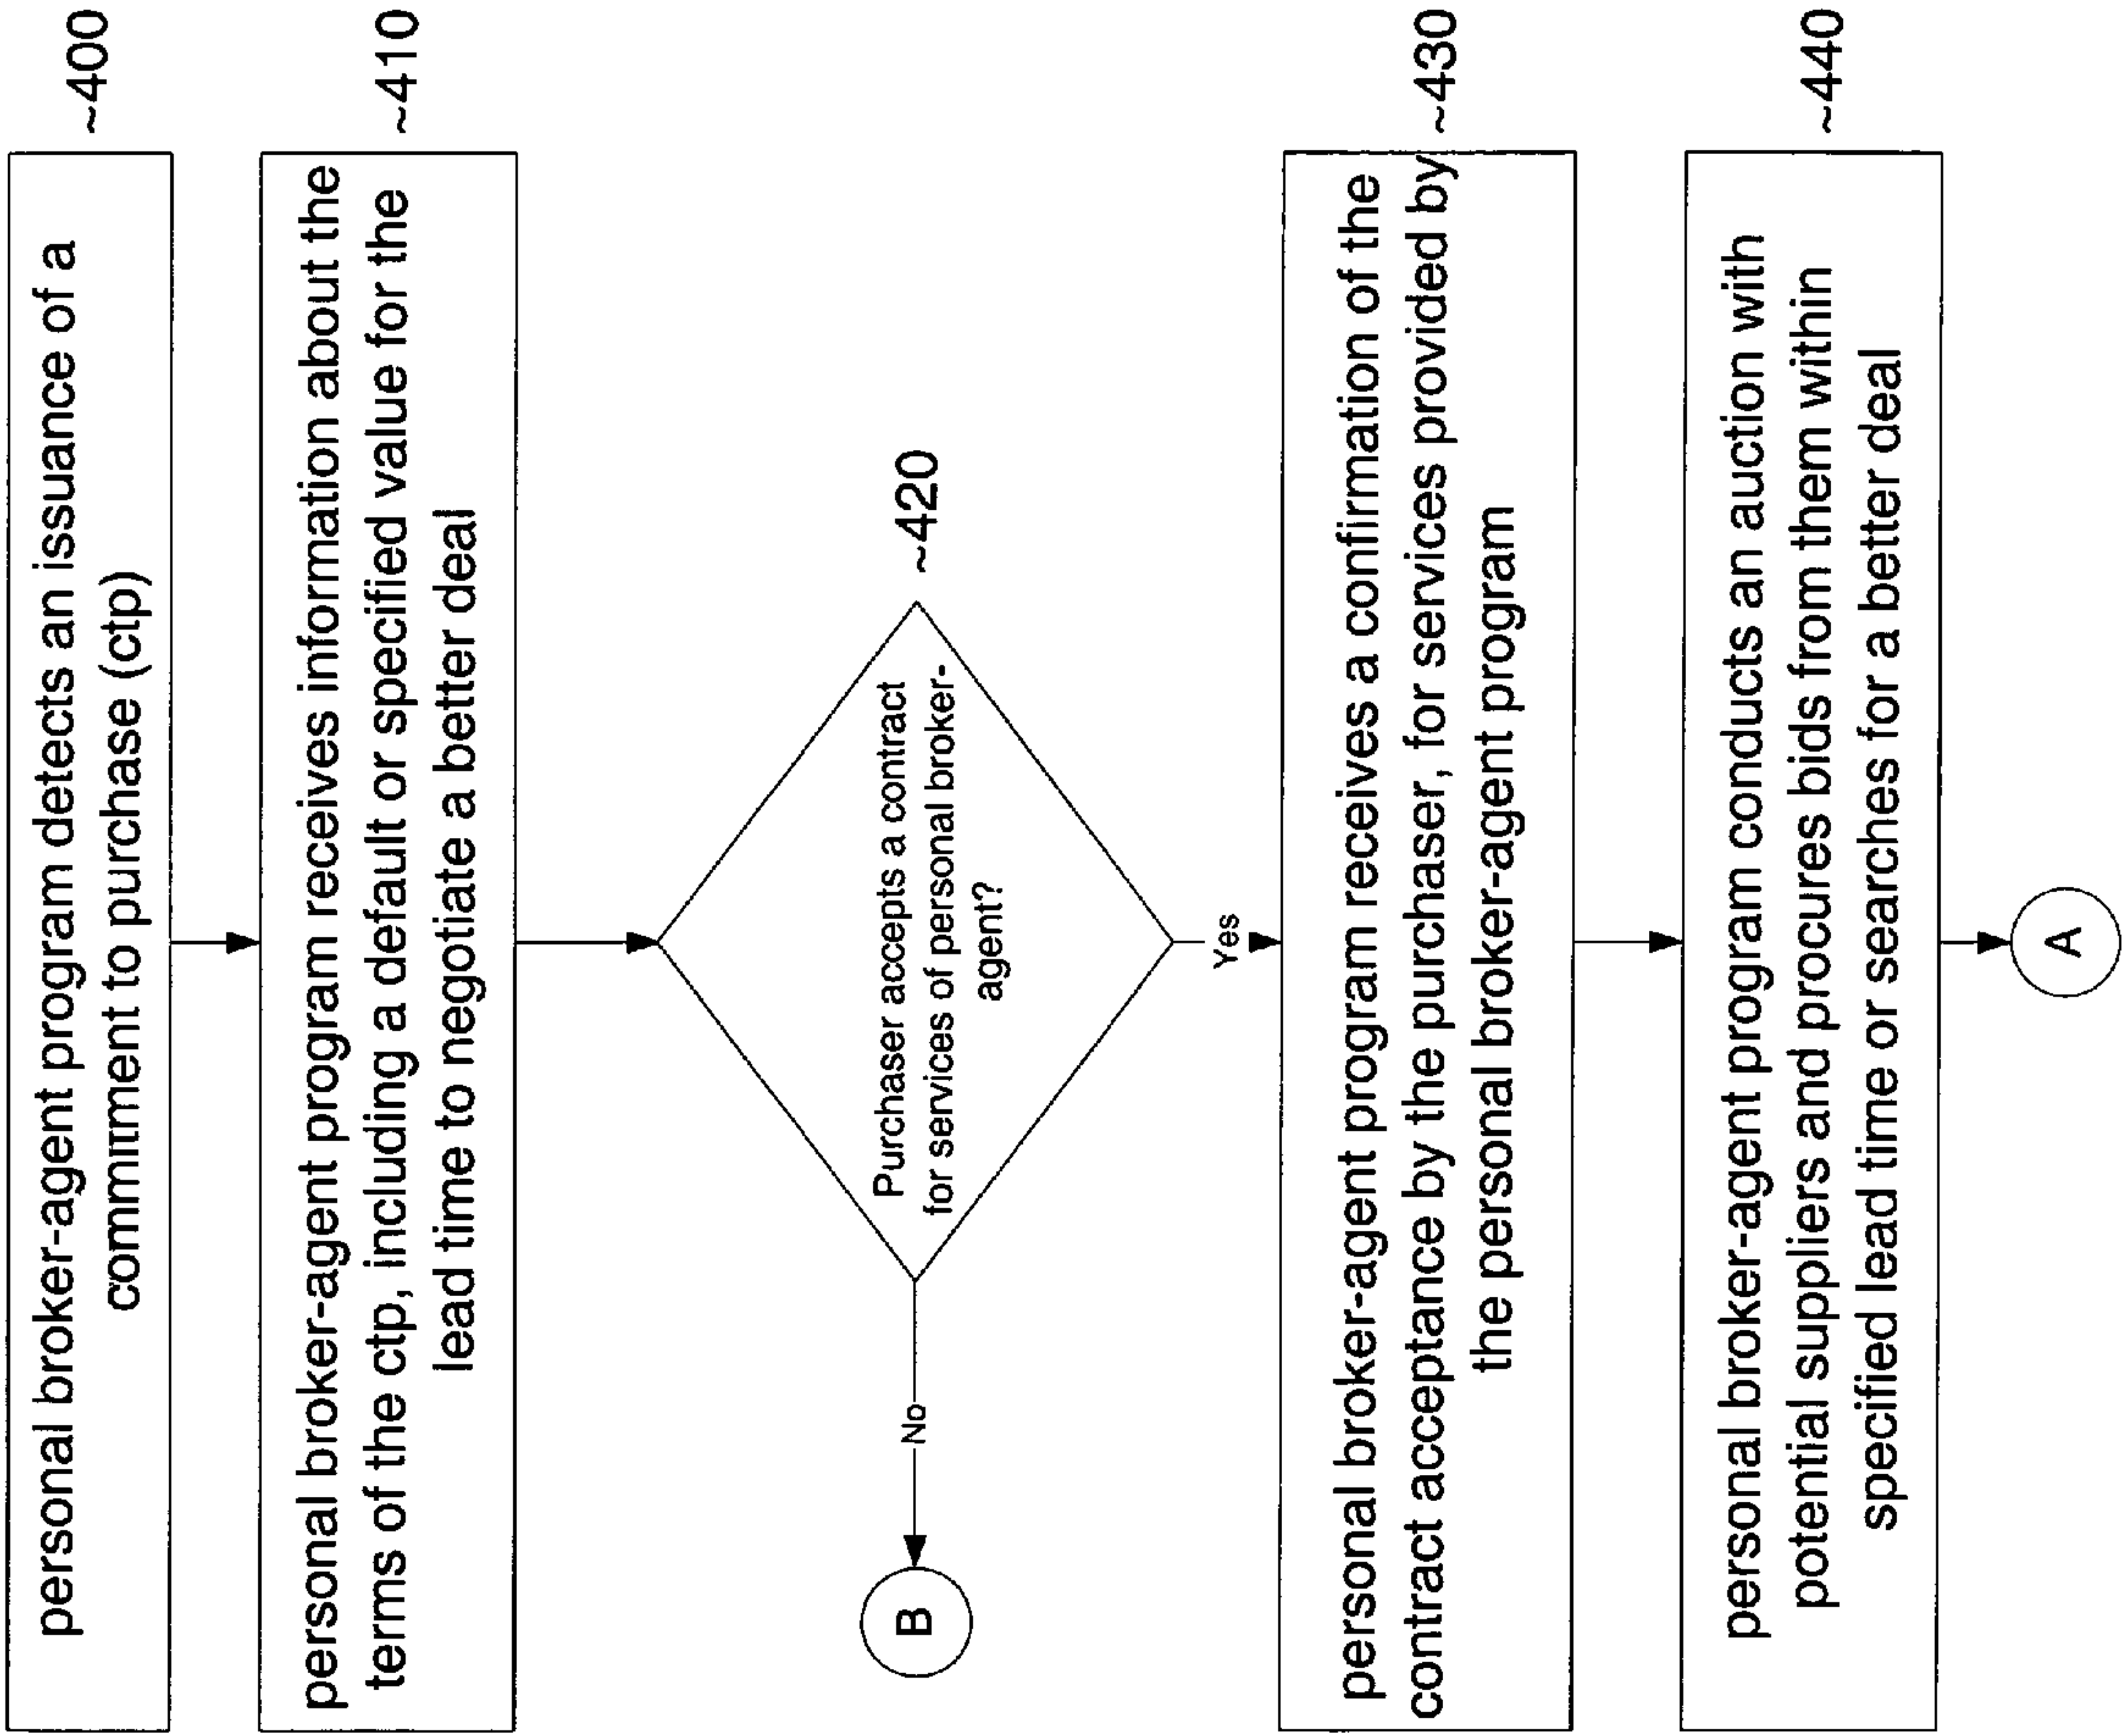 personal broker-agent program detects an issuance of a
commitment to purchase (ctp)
~400
personal broker-agent program receives information about the
terms of the ctp, including a default or specified value for the
lead time to negotiate a better deal
~410
Purchaser accepts a contract
for services of personal broker-
agent?
~420
No
B
Yes
personal broker-agent program receives a confirmation of the
contract acceptance by the purchaser, for services provided by
the personal broker-agent program
~430
personal broker-agent program conducts an auction with
potential suppliers and procures bids from them within
specified lead time or searches for a better deal
~440
A